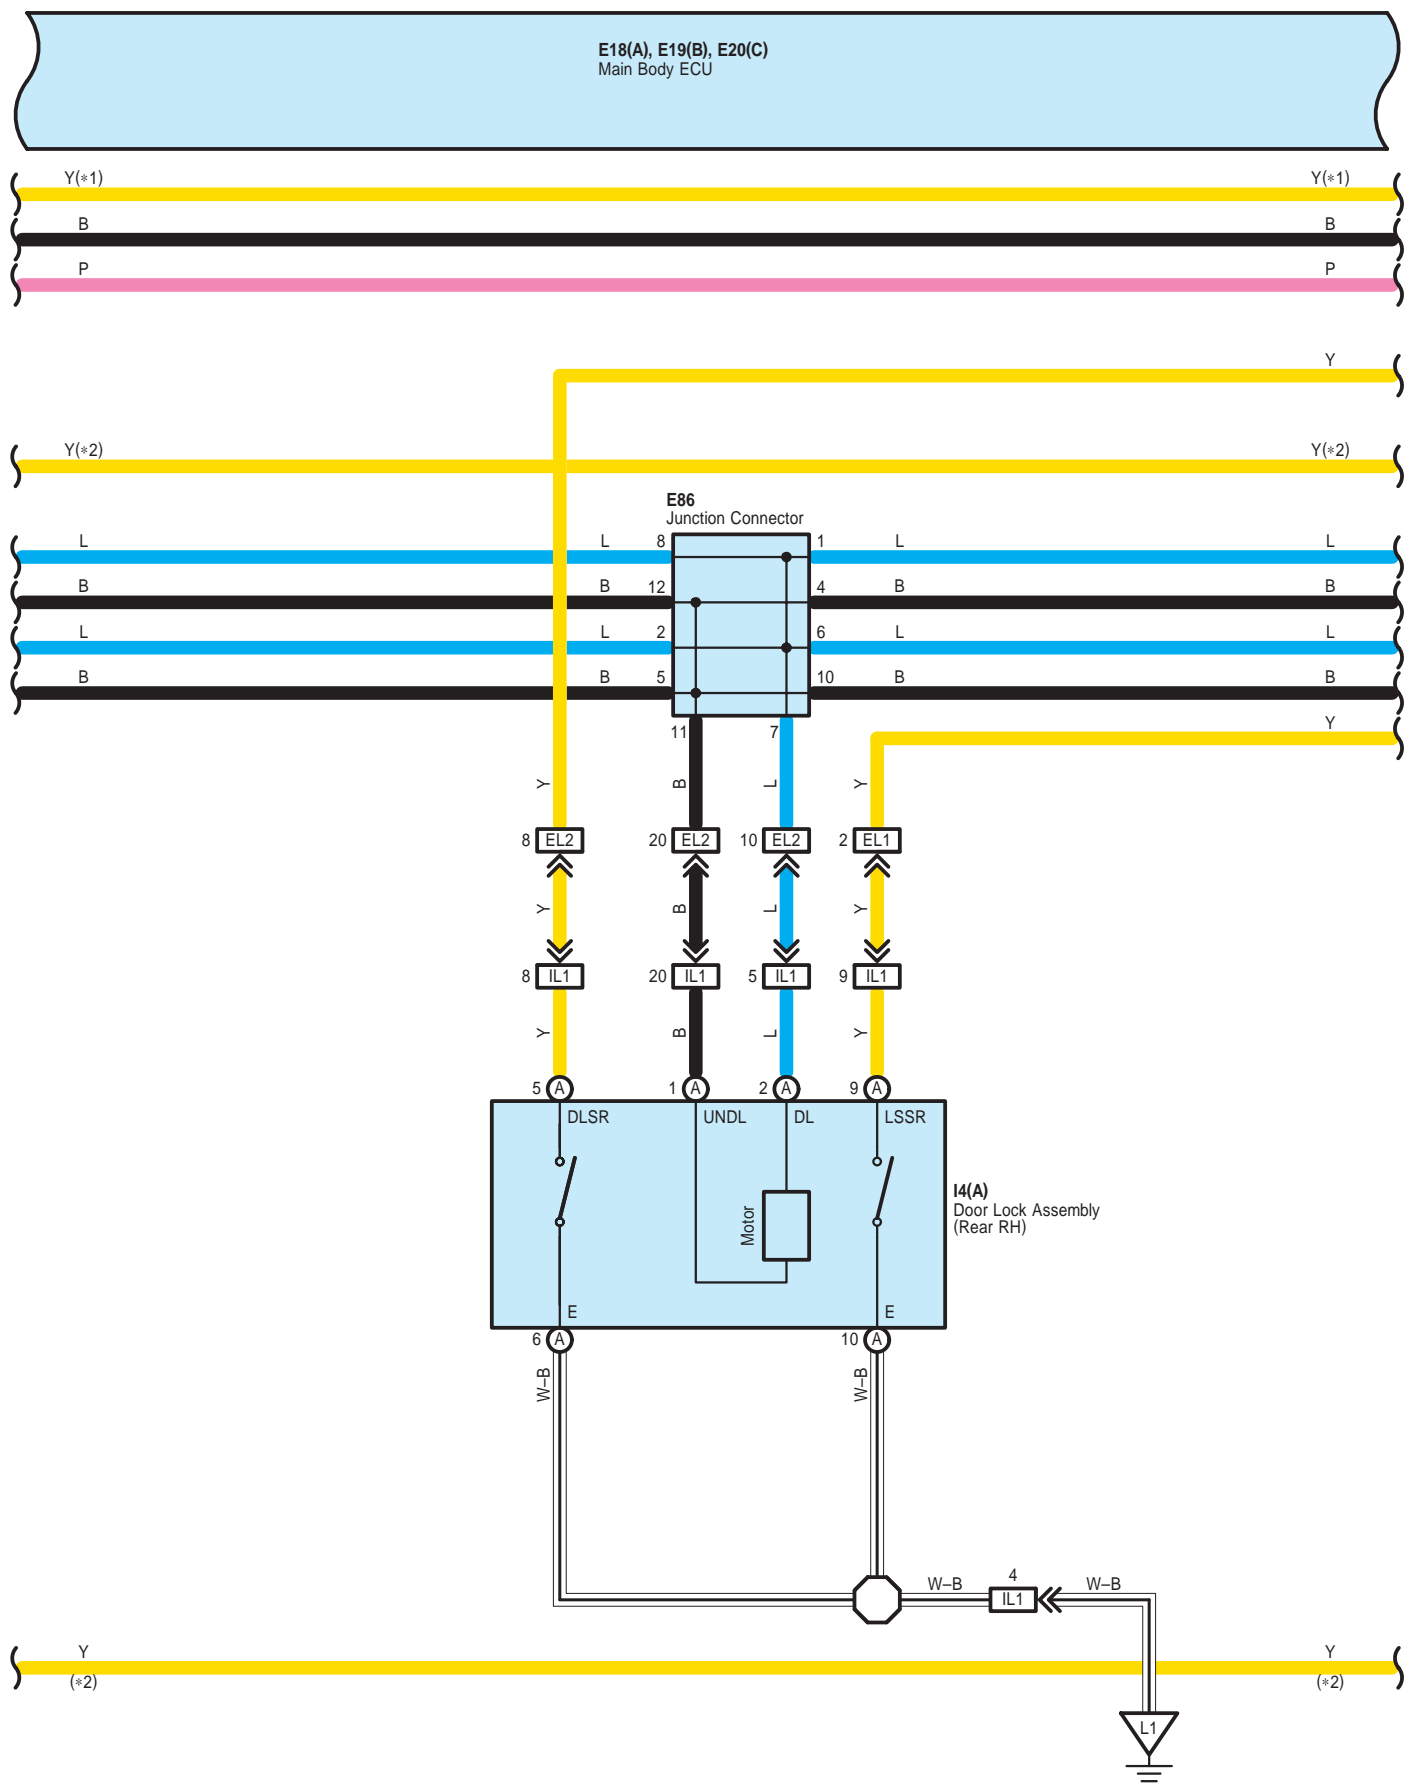 E18(A), E19(B), E20(C)
Main Body ECU
Y(∗1) Y(∗1)
B B
P P
Y
Y(∗2) Y(∗2)
E86
Junction Connector
L L 8 1 L L
B B 12 4 B B
L L 2 6 L L
B B 5 10 B B
11 7 Y
Y B L Y
8 EL2 20 EL2 10 EL2 2 EL1
Y B L Y
8 IL1 20 IL1 5 IL1 9 IL1
Y B L Y
5 A 1 A 2 A 9 A
DLSR UNDL DL LSSR
I4(A)
Door Lock Assembly
(Rear RH)
Motor
E E
6 A 10 A
W–B W–B
W–B 4 W–B
IL1
Y Y
(∗2) (∗2)
L1